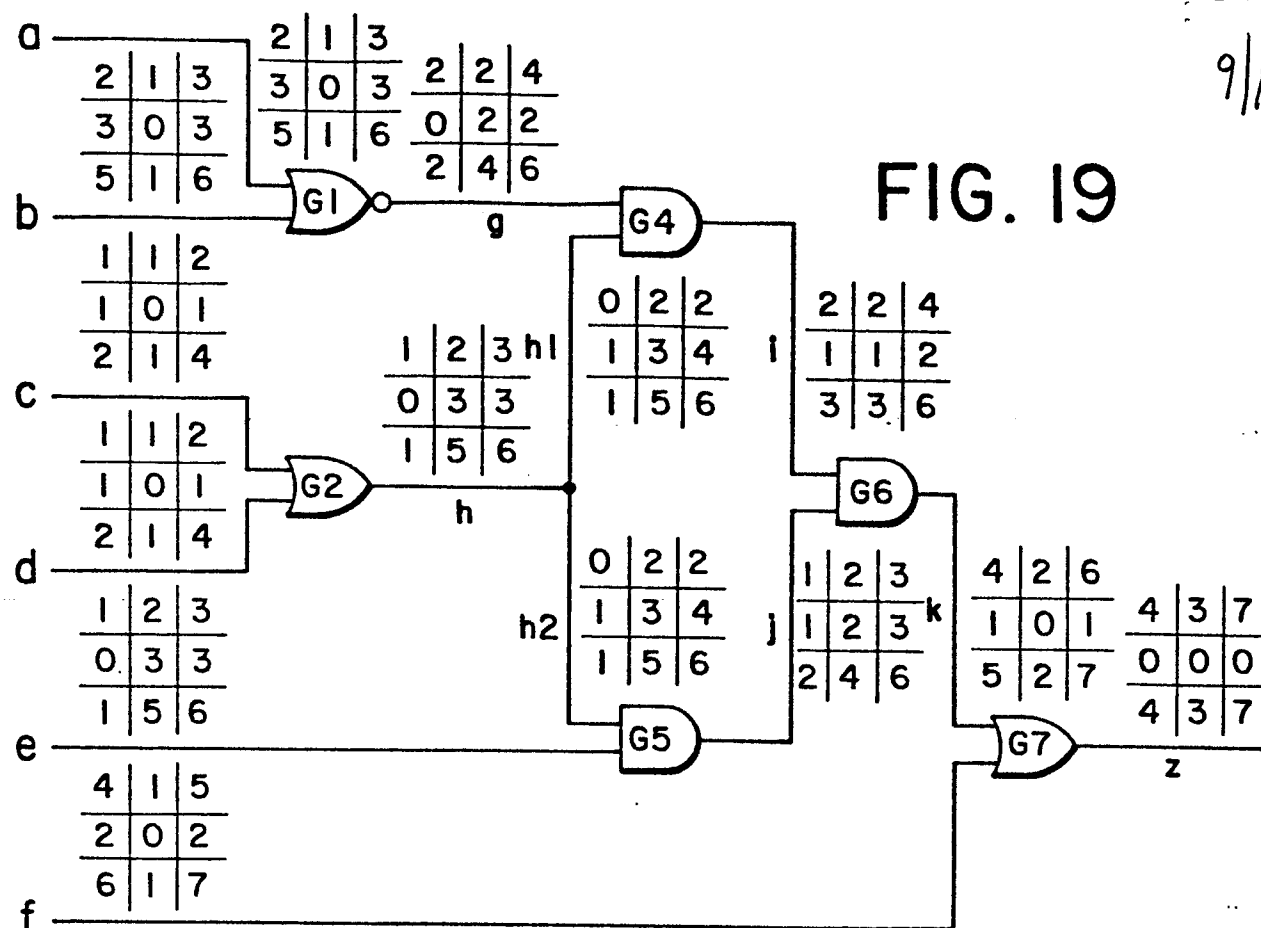 a
2 1 3
3 0 3
5 1 6
2 1 3
3 0 3
5 1 6
2 2 4
0 2 2
2 4 6
FIG. 19
G1
g
b
1 1 2
1 0 1
2 1 4
c
1 1 2
1 0 1
2 1 4
G2
h
1 2 3
0 3 3
1 5 6
d
1 2 3
0 3 3
1 5 6
h1
G4
0 2 2
1 3 4
1 5 6
i
2 2 4
1 1 2
3 3 6
G6
h2
0 2 2
1 3 4
1 5 6
j
1 2 3
1 2 3
2 4 6
k
4 2 6
1 0 1
5 2 7
4 3 7
0 0 0
4 3 7
e
G5
G7
z
4 1 5
2 0 2
6 1 7
f